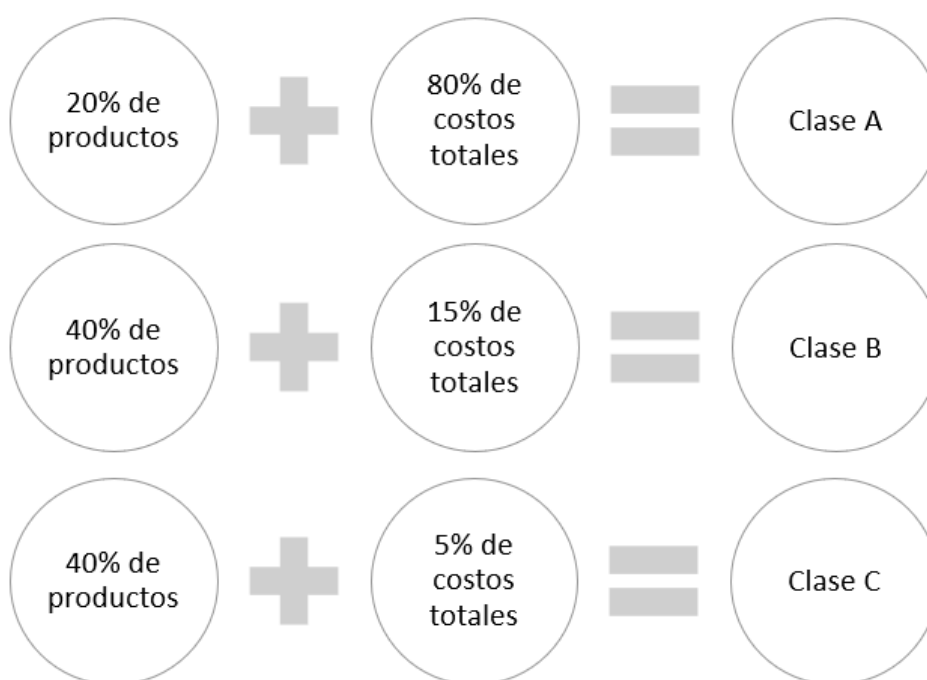 20% de
productos
80% de
costos
totales
Clase A
40% de
productos
15% de
costos
totales
Clase B
40% de
productos
5% de
costos
totales
Clase C